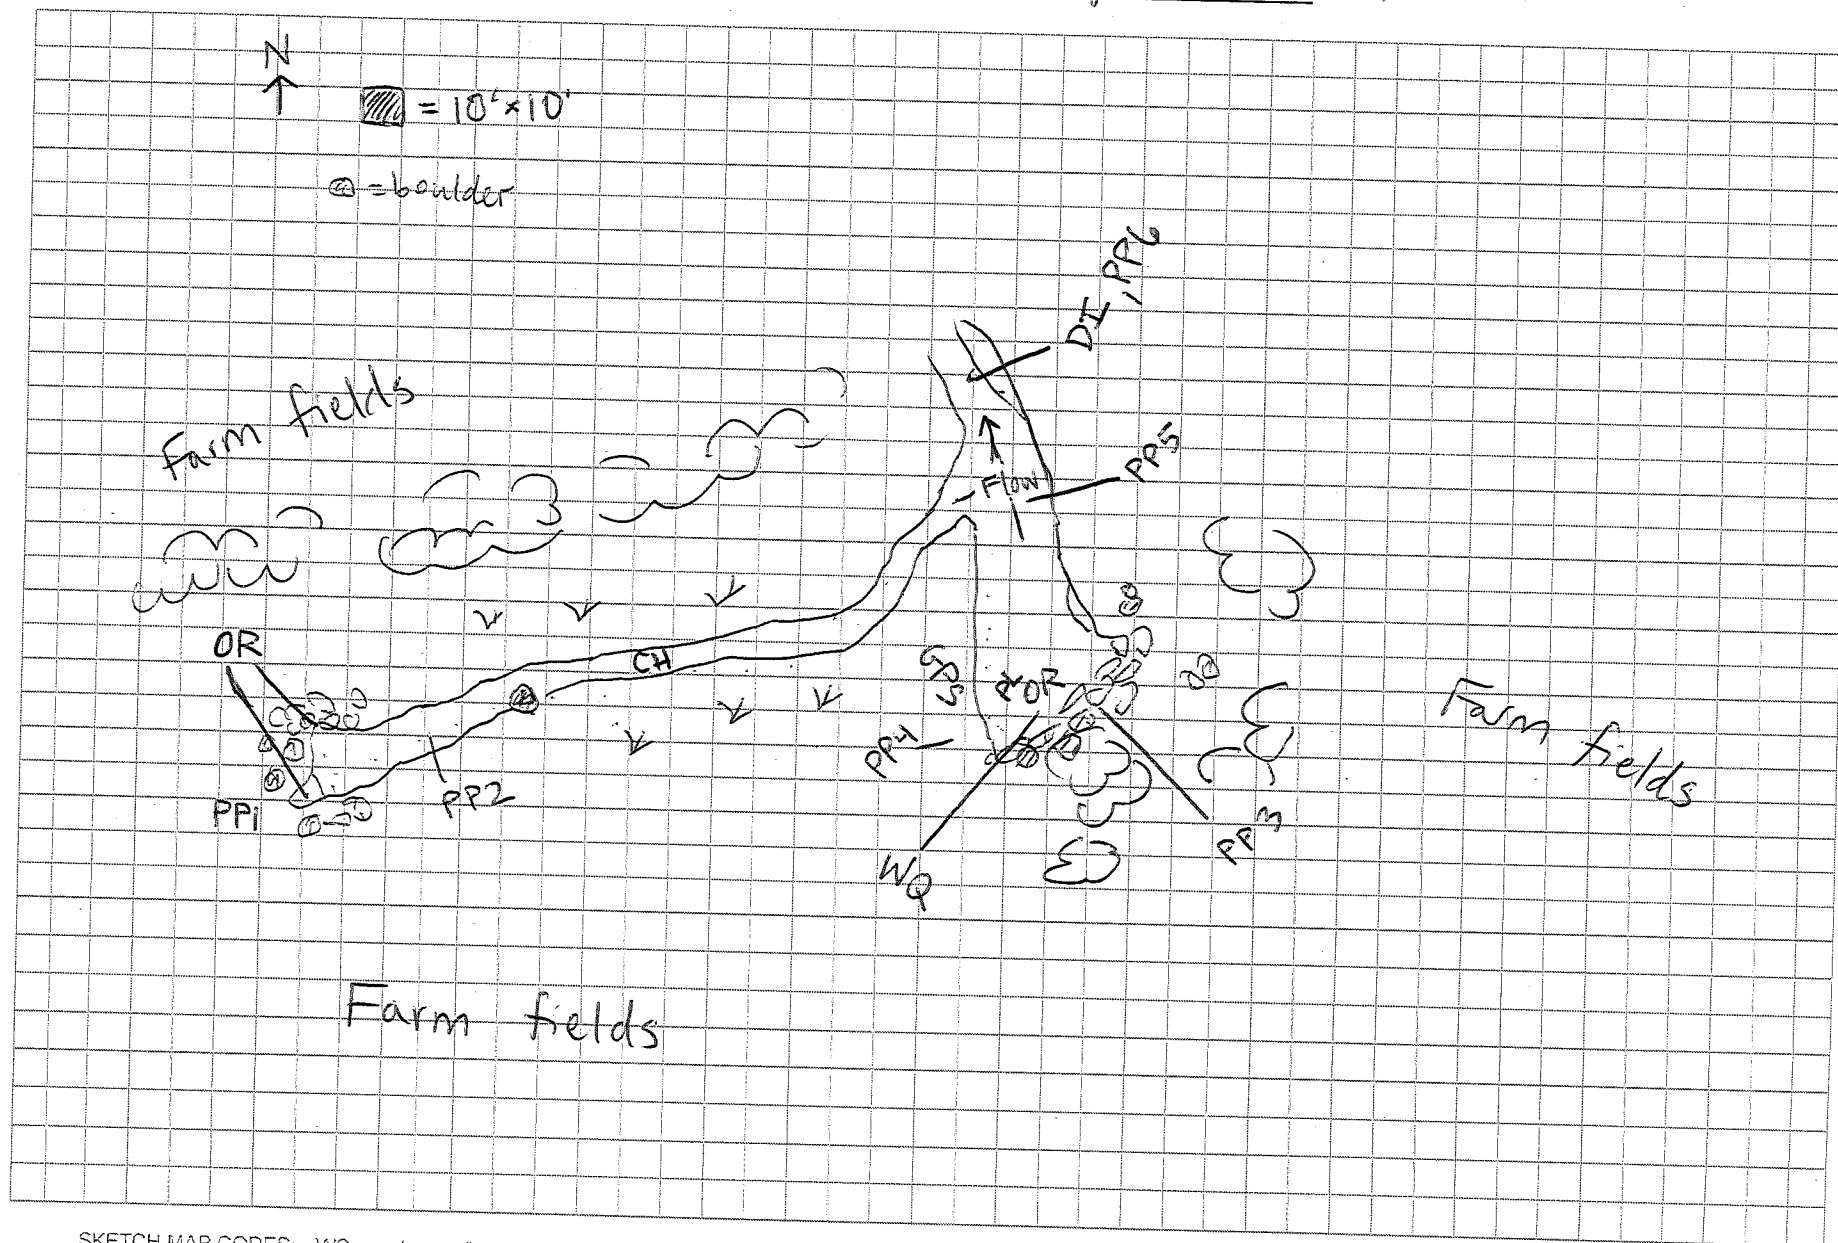 N
= 10' x 10'
= boulder
DI, PP6
Farm fields
PP5
Flow
OR
CH
GPS
OR
Farm fields
PP4
PP2
PP1
PP3
WQ
Farm fields
SKETCH MAP CODES: